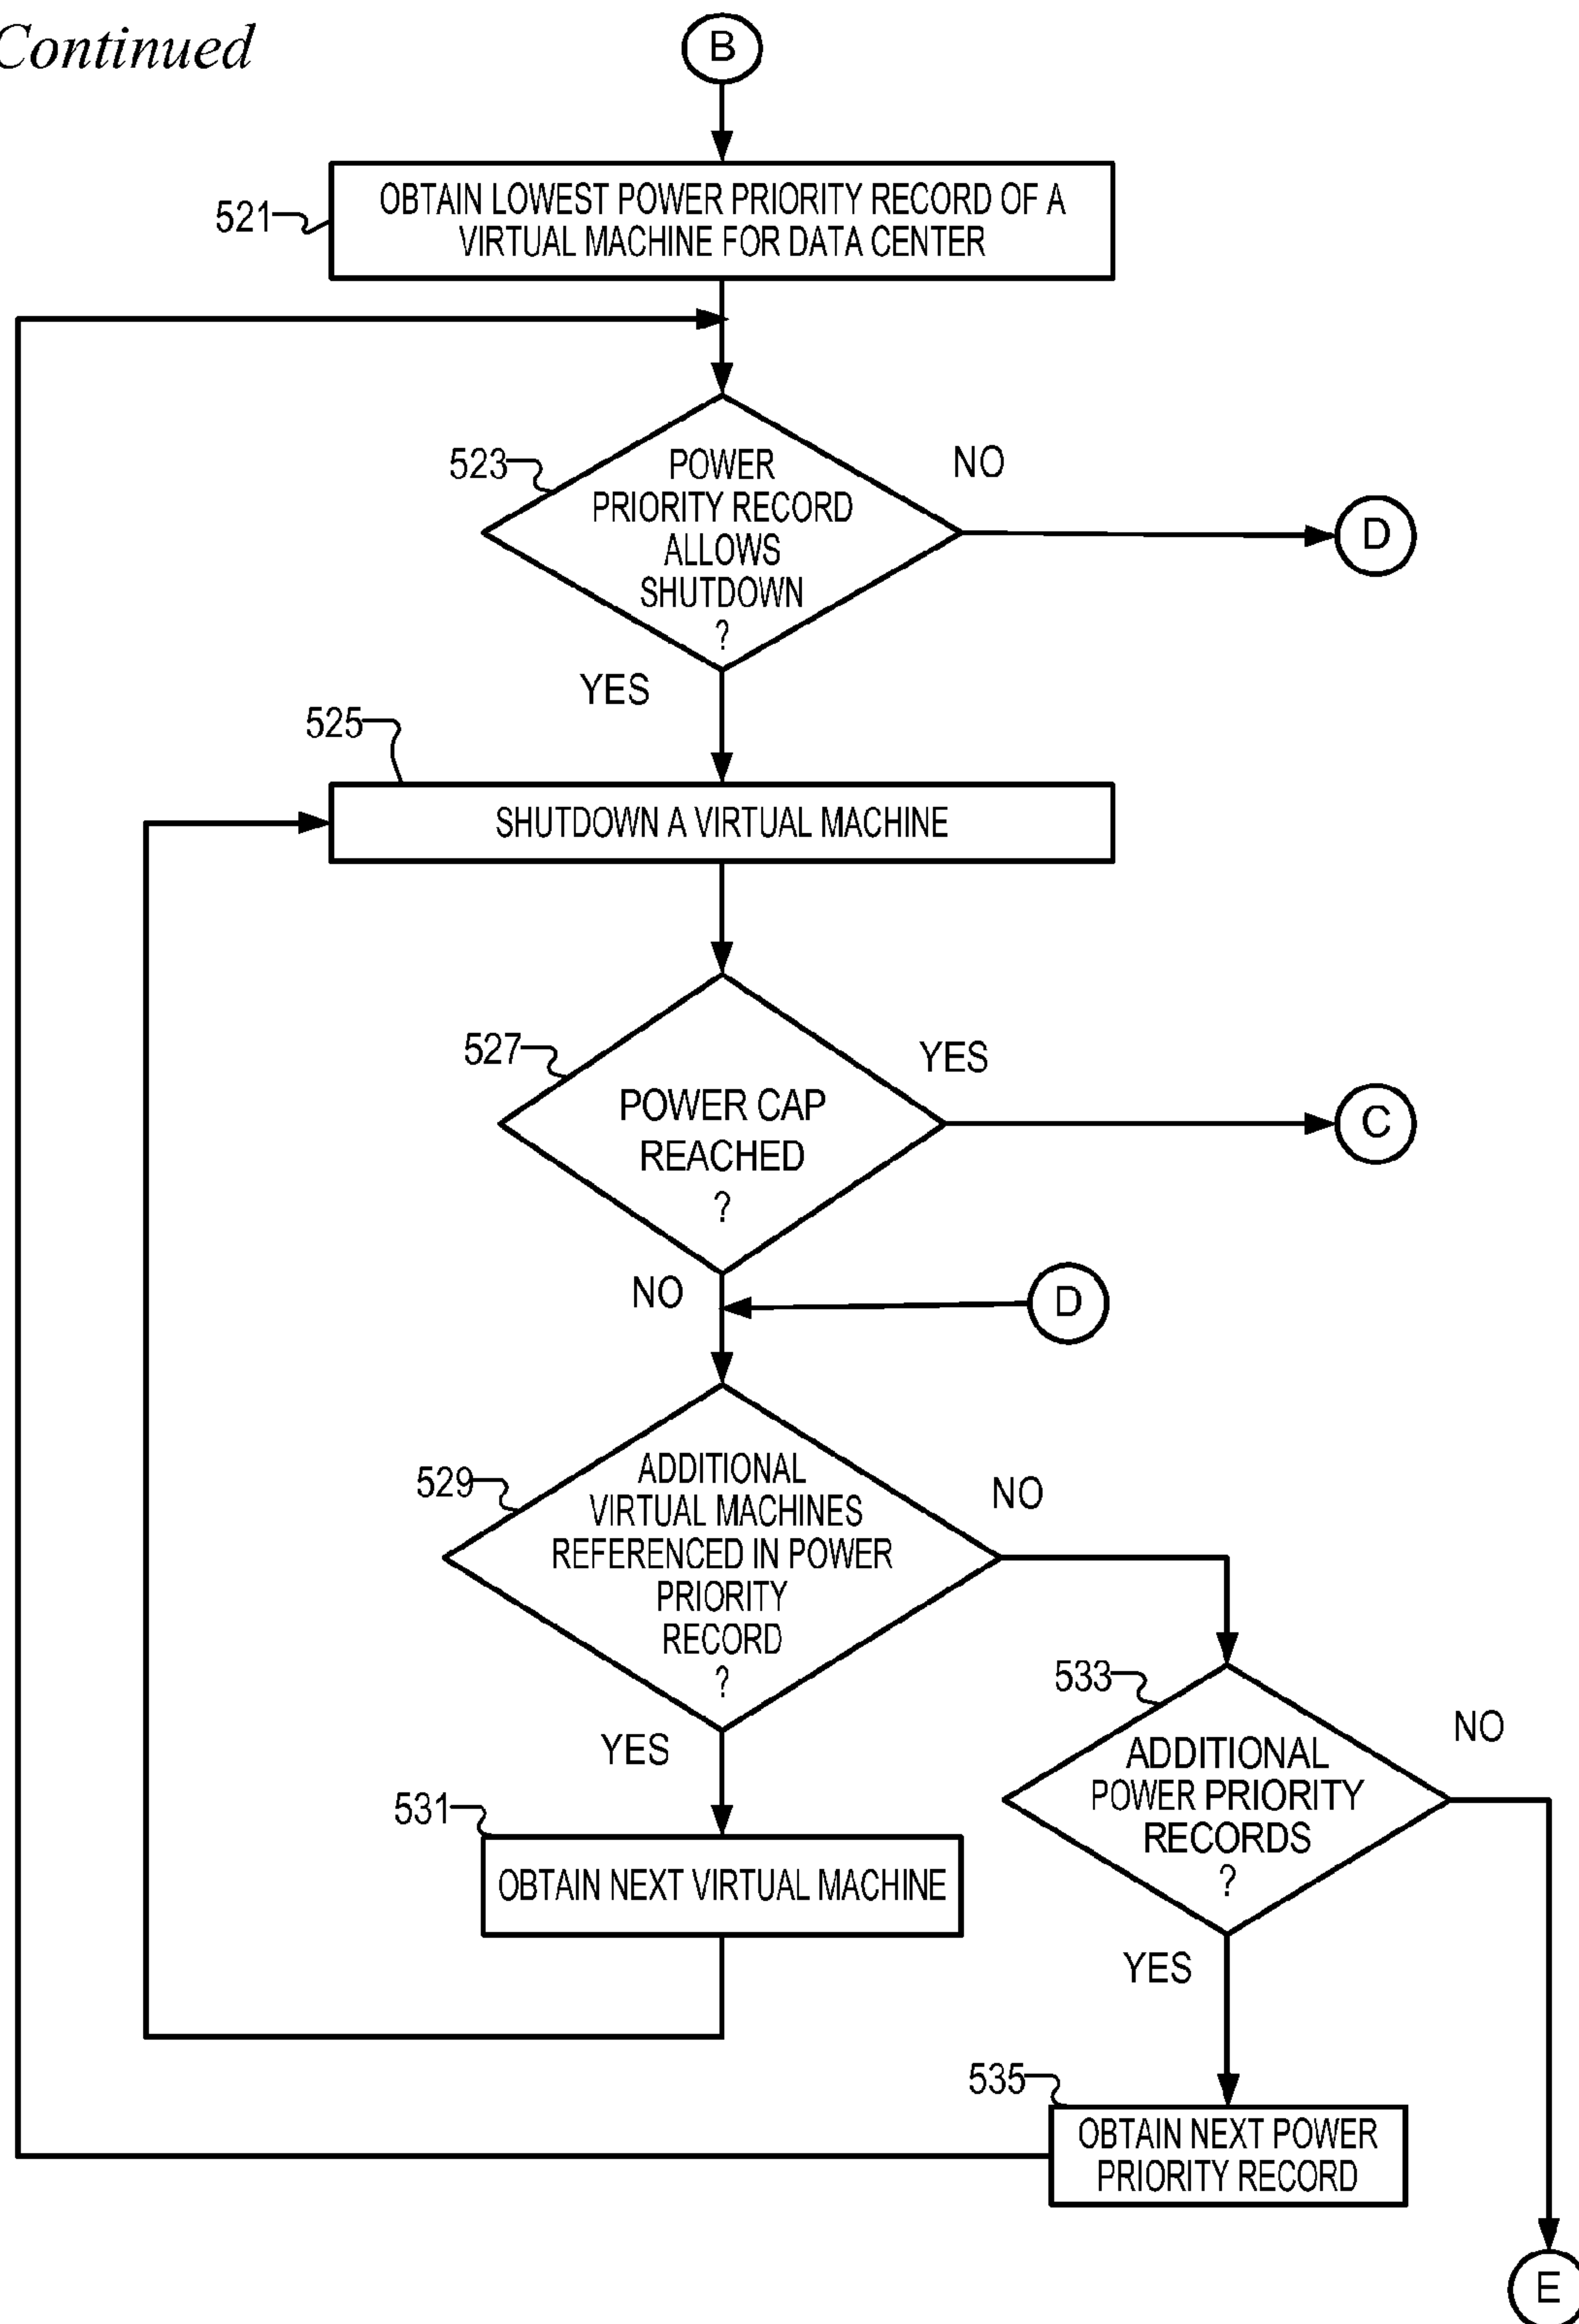 Continued
B
521
OBTAIN LOWEST POWER PRIORITY RECORD OF A
VIRTUAL MACHINE FOR DATA CENTER
523
POWER
PRIORITY RECORD
ALLOWS
SHUTDOWN
?
NO
D
YES
525
SHUTDOWN A VIRTUAL MACHINE
527
POWER CAP
REACHED
?
YES
C
NO
D
529
ADDITIONAL
VIRTUAL MACHINES
REFERENCED IN POWER
PRIORITY
RECORD
?
NO
YES
533
ADDITIONAL
POWER PRIORITY
RECORDS
?
NO
531
OBTAIN NEXT VIRTUAL MACHINE
YES
535
OBTAIN NEXT POWER
PRIORITY RECORD
E